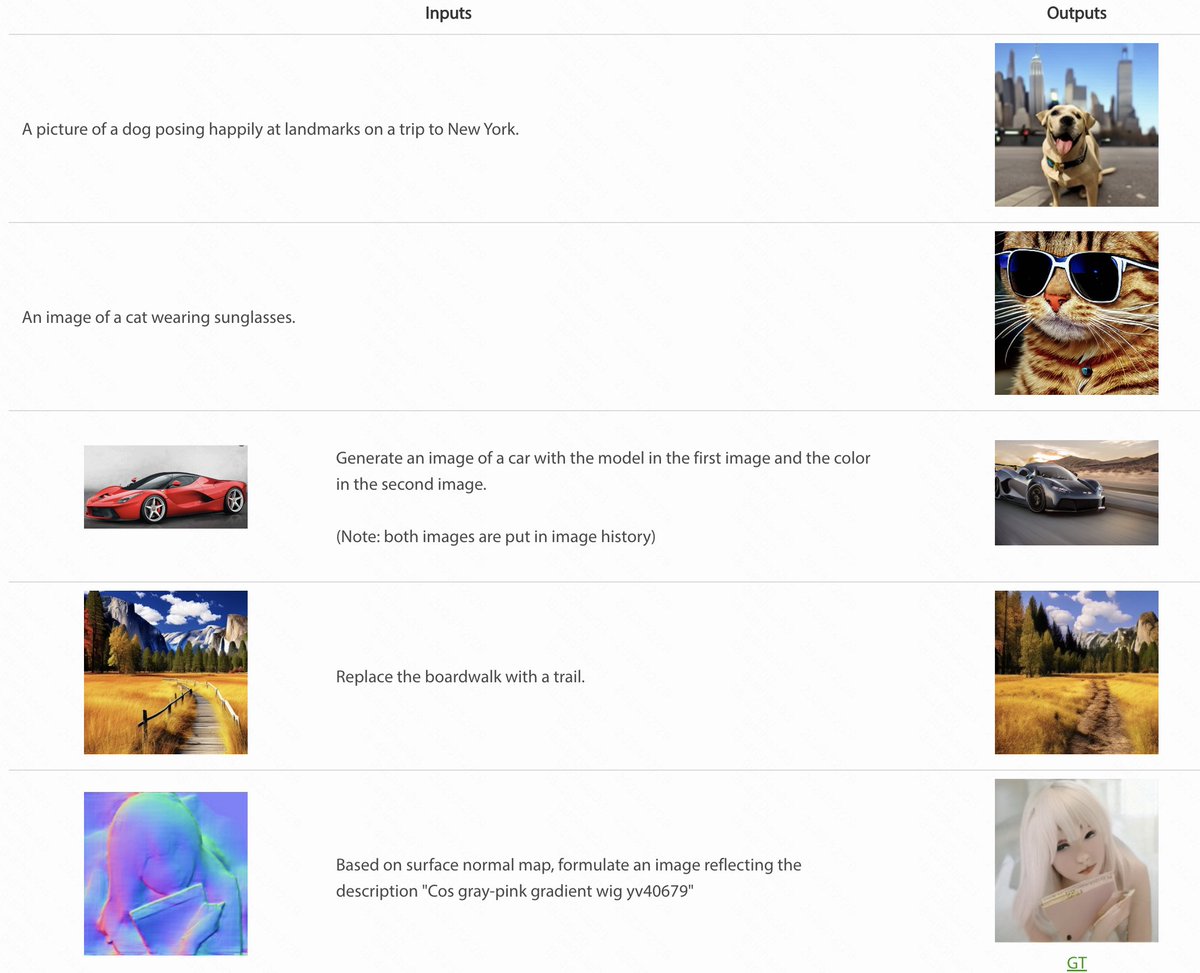 Inputs
Outputs
A picture of a dog posing happily at landmarks on a trip to New York.
An image of a cat wearing sunglasses.
Generate an image of a car with the model in the first image and the color
in the second image.
(Note: both images are put in image history)
Replace the boardwalk with a trail.
Based on surface normal map, formulate an image reflecting the
description "Cos gray-pink gradient wig yv40679"
GT